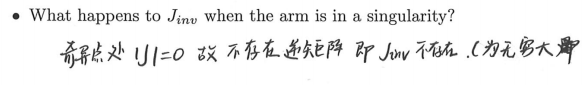 • What happens to J_inv when the arm is in a singularity?
奇异点处 |J|=0 故 不存在逆矩阵 即 Jinv 不存在.(为无穷大